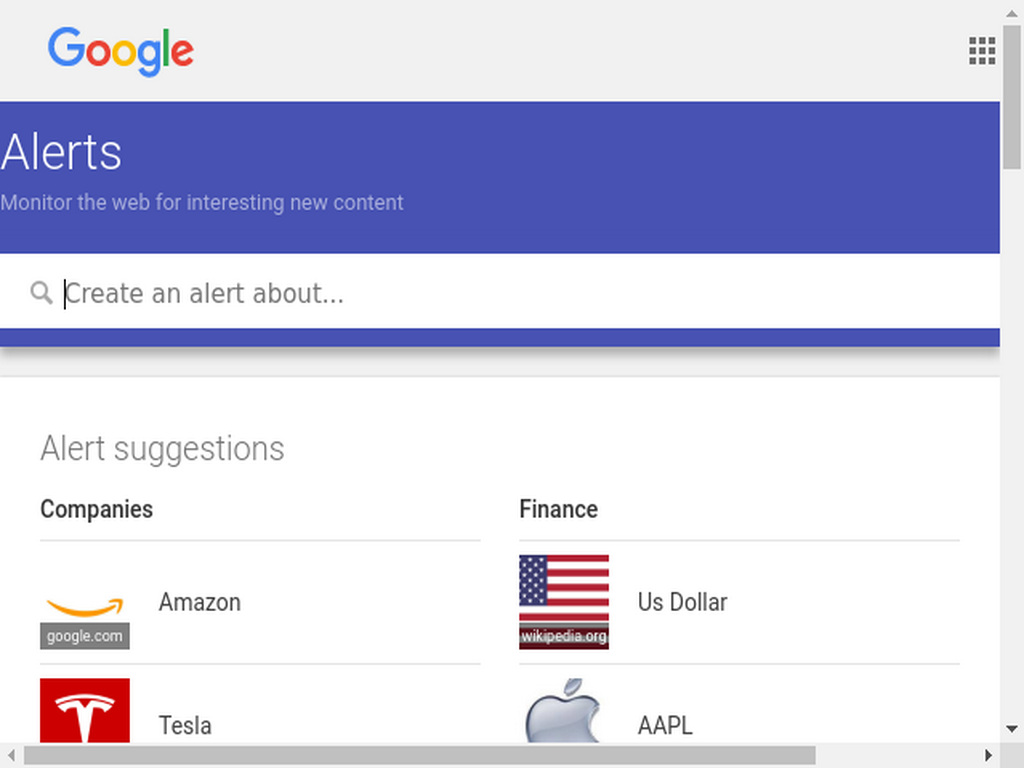 Google
Alerts
Monitor the web for interesting new content
Create an alert about...
Alert suggestions
Companies
Finance
google.com
Amazon
wikipedia.org
Us Dollar
Tesla
AAPL